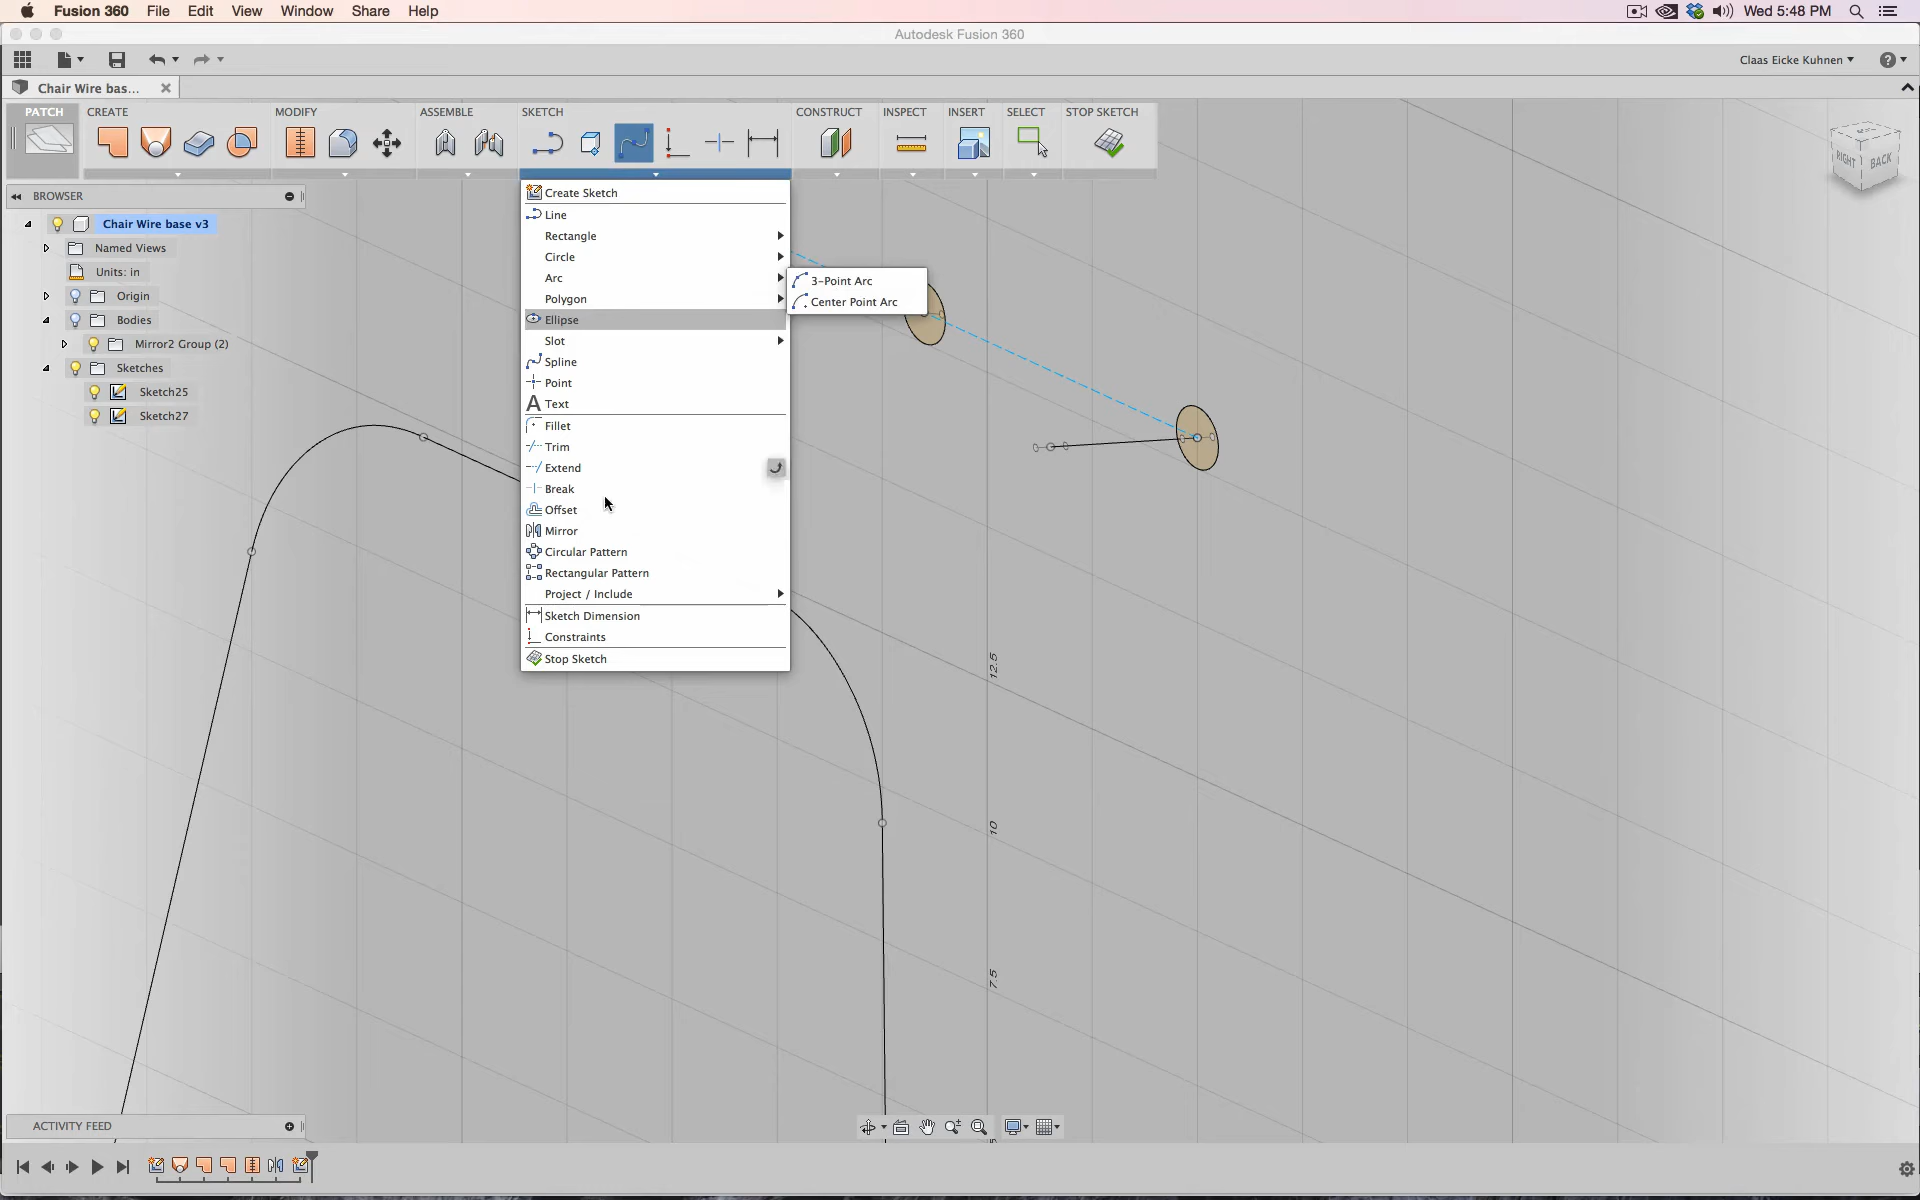 Fusion 360 File Edit View Window Share Help Wed 5:48 PM
Autodesk Fusion 360
Claas Eicke Kuhnen ?
Chair Wire bas...
PATCH CREATE MODIFY ASSEMBLE SKETCH CONSTRUCT INSPECT INSERT SELECT STOP SKETCH
RIGHT BACK
BROWSER
Chair Wire base v3
Named Views
Units: in
Origin
Bodies
Mirror2 Group (2)
Sketches
Sketch25
Sketch27
Create Sketch
Line
Rectangle
Circle
Arc
Polygon
Ellipse
Slot
Spline
Point
A Text
Fillet
Trim
Extend
Break
Offset
Mirror
Circular Pattern
Rectangular Pattern
Project / Include
Sketch Dimension
Constraints
Stop Sketch
3-Point Arc
Center Point Arc
12.5
10
7.5
ACTIVITY FEED